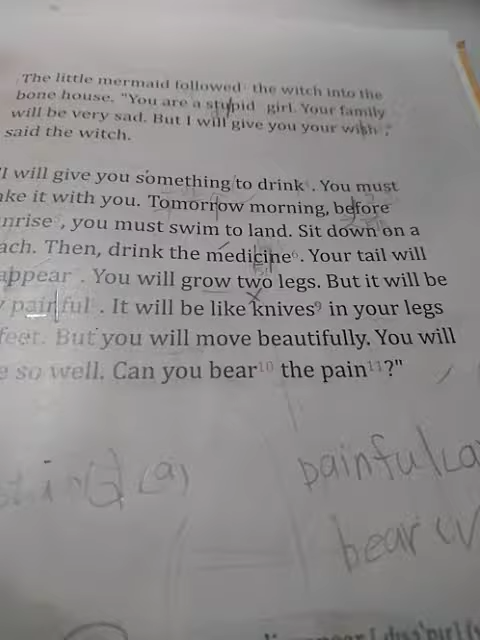 The little mermaid followed the witch into the
bone house. "You are a stupid girl. Your family
will be very sad. But I will give you your wish,"
said the witch.
"I will give you something to drink . You must
ke it with you. Tomorrow morning, before
nrise , you must swim to land. Sit down on a
ach. Then, drink the medicine⁶. Your tail will
appear . You will grow two legs. But it will be
y painful . It will be like knives⁹ in your legs
feet. But you will move beautifully. You will
e so well. Can you bear¹⁰ the pain¹¹?"
painful(a
(a)
bear (v